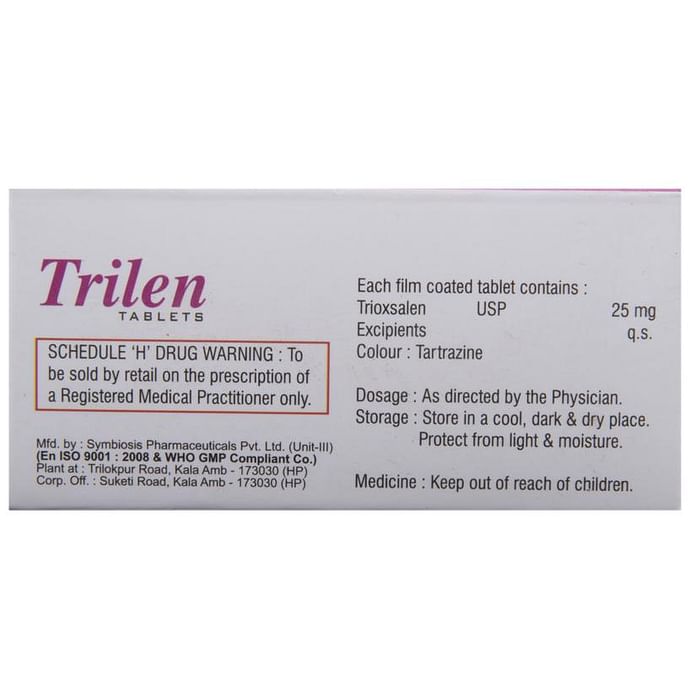 Trilen
TABLETS
SCHEDULE 'H' DRUG WARNING : To
be sold by retail on the prescription of
a Registered Medical Practitioner only.
Mfd. by : Symbiosis Pharmaceuticals Pvt. Ltd. (Unit-III)
(En ISO 9001 : 2008 & WHO GMP Compliant Co.)
Plant at : Trilokpur Road, Kala Amb - 173030 (HP)
Corp. Off. : Suketi Road, Kala Amb - 173030 (HP)
Each film coated tablet contains :
Trioxsalen USP 25 mg
Excipients q.s.
Colour : Tartrazine
Dosage : As directed by the Physician.
Storage : Store in a cool, dark & dry place.
Protect from light & moisture.
Medicine : Keep out of reach of children.